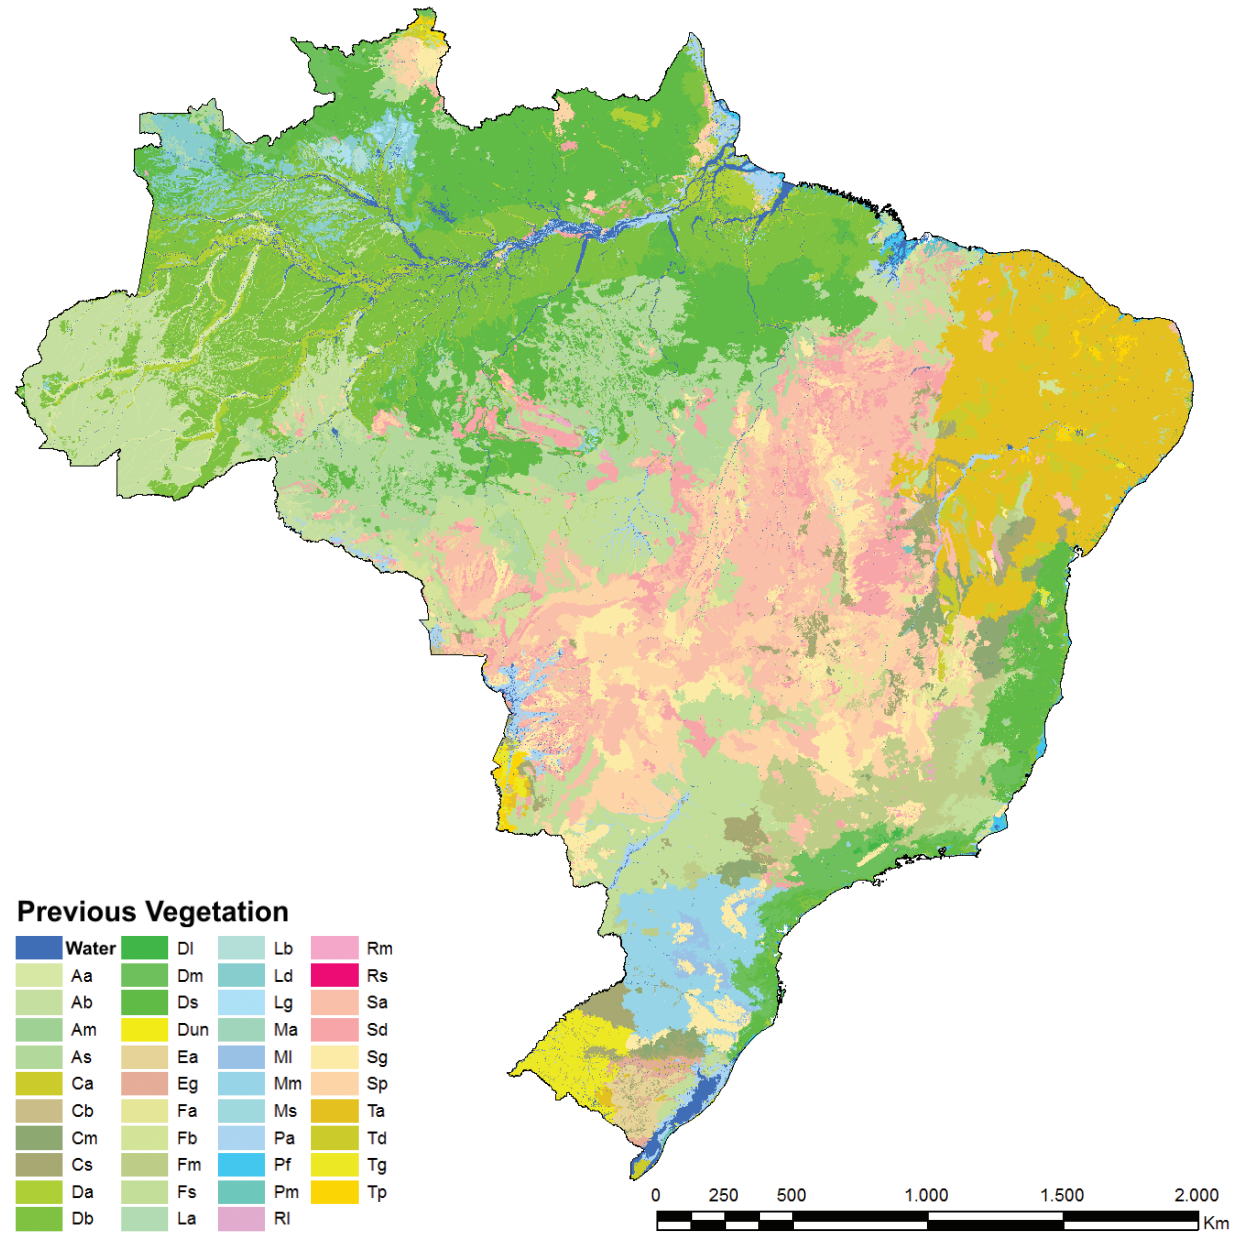 Previous Vegetation
Water
Aa
Ab
Am
As
Ca
Cb
Cm
Cs
Da
Db
Dl
Dm
Ds
Dun
Ea
Eg
Fa
Fb
Fm
Fs
La
Lb
Ld
Lg
Ma
Ml
Mm
Ms
Pa
Pf
Pm
Rl
Rm
Rs
Sa
Sd
Sg
Sp
Ta
Td
Tg
Tp
0 250 500 1.000 1.500 2.000
Km